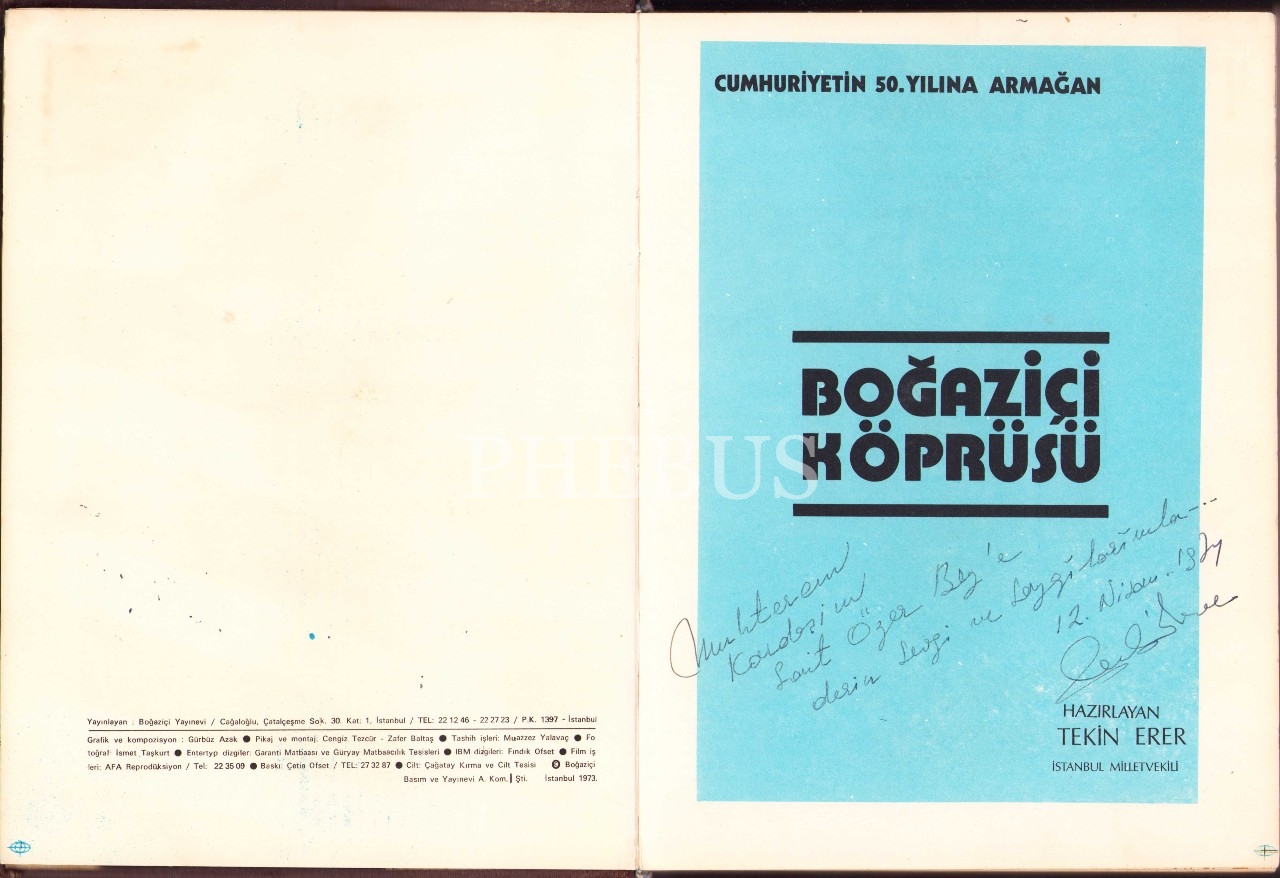 Yayınlayan : Boğaziçi Yayınevi / Cağaloğlu, Çatalçeşme Sok. 30. Kat: 1, İstanbul / TEL: 22 12 46 - 22 27 23 / P.K. 1397 - İstanbul
Grafik ve kompozisyon : Gürbüz Azak ● Pikaj ve montaj: Cengiz Tezcür - Zafer Baltaş ● Tashih işleri: Muazzez Yalavaç ● Fo
toğraf: İsmet Taşkurt ● Entertyp dizgiler: Garanti Matbaası ve Güryay Matbaacılık Tesisleri ● IBM dizgileri: Fındık Ofset ● Film iş
leri: AFA Reprodüksiyon / Tel: 22 35 09 ● Baskı: Çetin Ofset / TEL: 27 32 87 ● Cilt: Çağatay Kırma ve Cilt Tesisi ● Boğaziçi
Basım ve Yayınevi A. Kom. Şti. İstanbul 1973.
CUMHURİYETİN 50. YILINA ARMAĞAN
BOĞAZİÇİ
KÖPRÜSÜ
PHEBUS
Muhterem
Kardeşim
Sait Özer Bey'e
derin sevgi ve saygılarımla...
12. Nisan. 1974
HAZIRLAYAN
TEKİN ERER
İSTANBUL MİLLETVEKİLİ